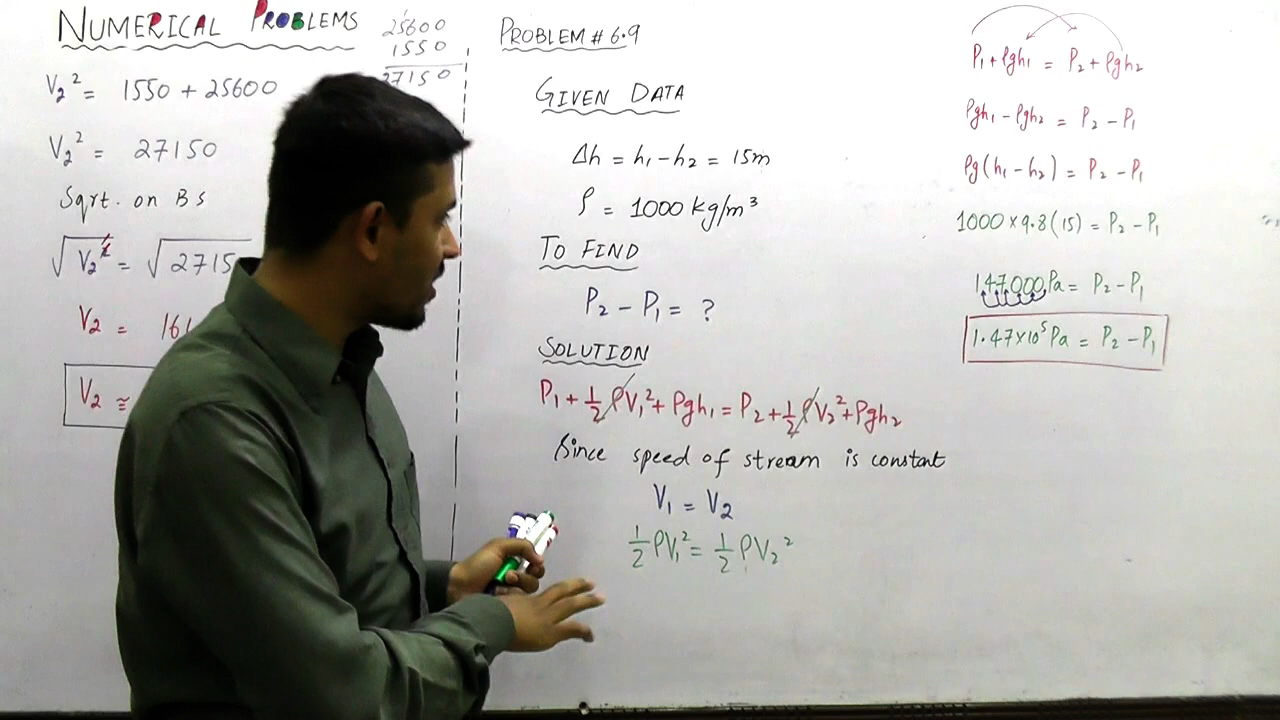 NUMERICAL PROBLEMS
25600
1550
27150
V₂² = 1550 + 25600
V₂² = 27150
Sqrt. on B s
√V₂² = √2715
V₂ = 16
V₂ ≅
PROBLEM # 6.9
GIVEN DATA
Δh = h₁ - h₂ = 15m
ρ = 1000 kg/m³
TO FIND
P₂ - P₁ = ?
SOLUTION
P₁ + ½ ρV₁² + ρgh₁ = P₂ + ½ ρV₂² + ρgh₂
Since speed of stream is constant
V₁ = V₂
½ ρV₁² = ½ ρV₂²
P₁ + ρgh₁ = P₂ + ρgh₂
ρgh₁ - ρgh₂ = P₂ - P₁
ρg(h₁ - h₂) = P₂ - P₁
1000 × 9.8(15) = P₂ - P₁
147000 Pa = P₂ - P₁
1.47×10⁵ Pa = P₂ - P₁